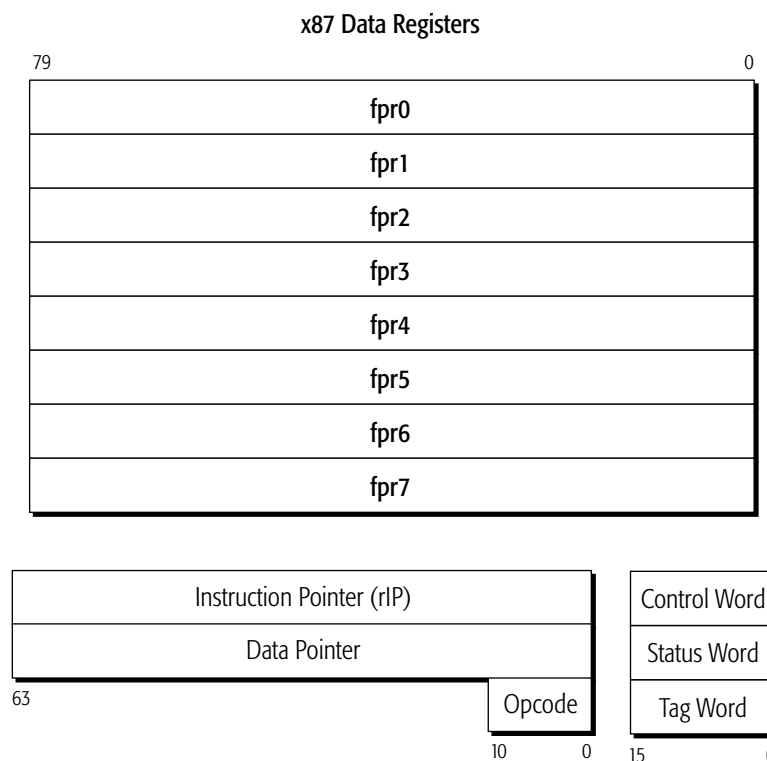 x87 Data Registers
79 0
fpr0
fpr1
fpr2
fpr3
fpr4
fpr5
fpr6
fpr7
Instruction Pointer (rIP)
Data Pointer
63
Opcode
10 0
Control Word
Status Word
Tag Word
15